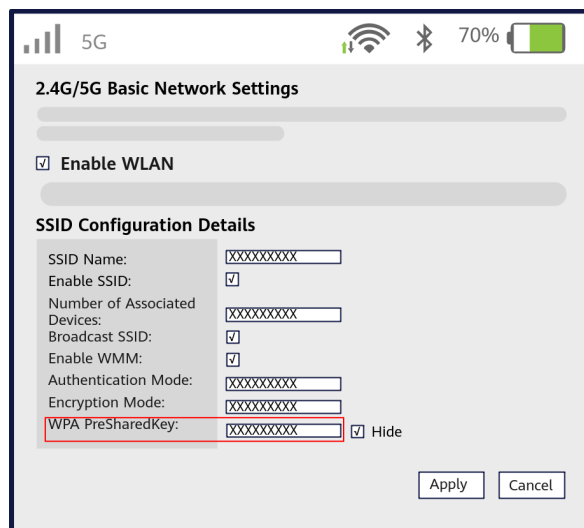 5G
70%
2.4G/5G Basic Network Settings
Enable WLAN
SSID Configuration Details
SSID Name: XXXXXXXXX
Enable SSID:
Number of Associated
Devices: XXXXXXXXX
Broadcast SSID:
Enable WMM:
Authentication Mode: XXXXXXXXX
Encryption Mode: XXXXXXXXX
WPA PreSharedKey: XXXXXXXXX Hide
Apply Cancel